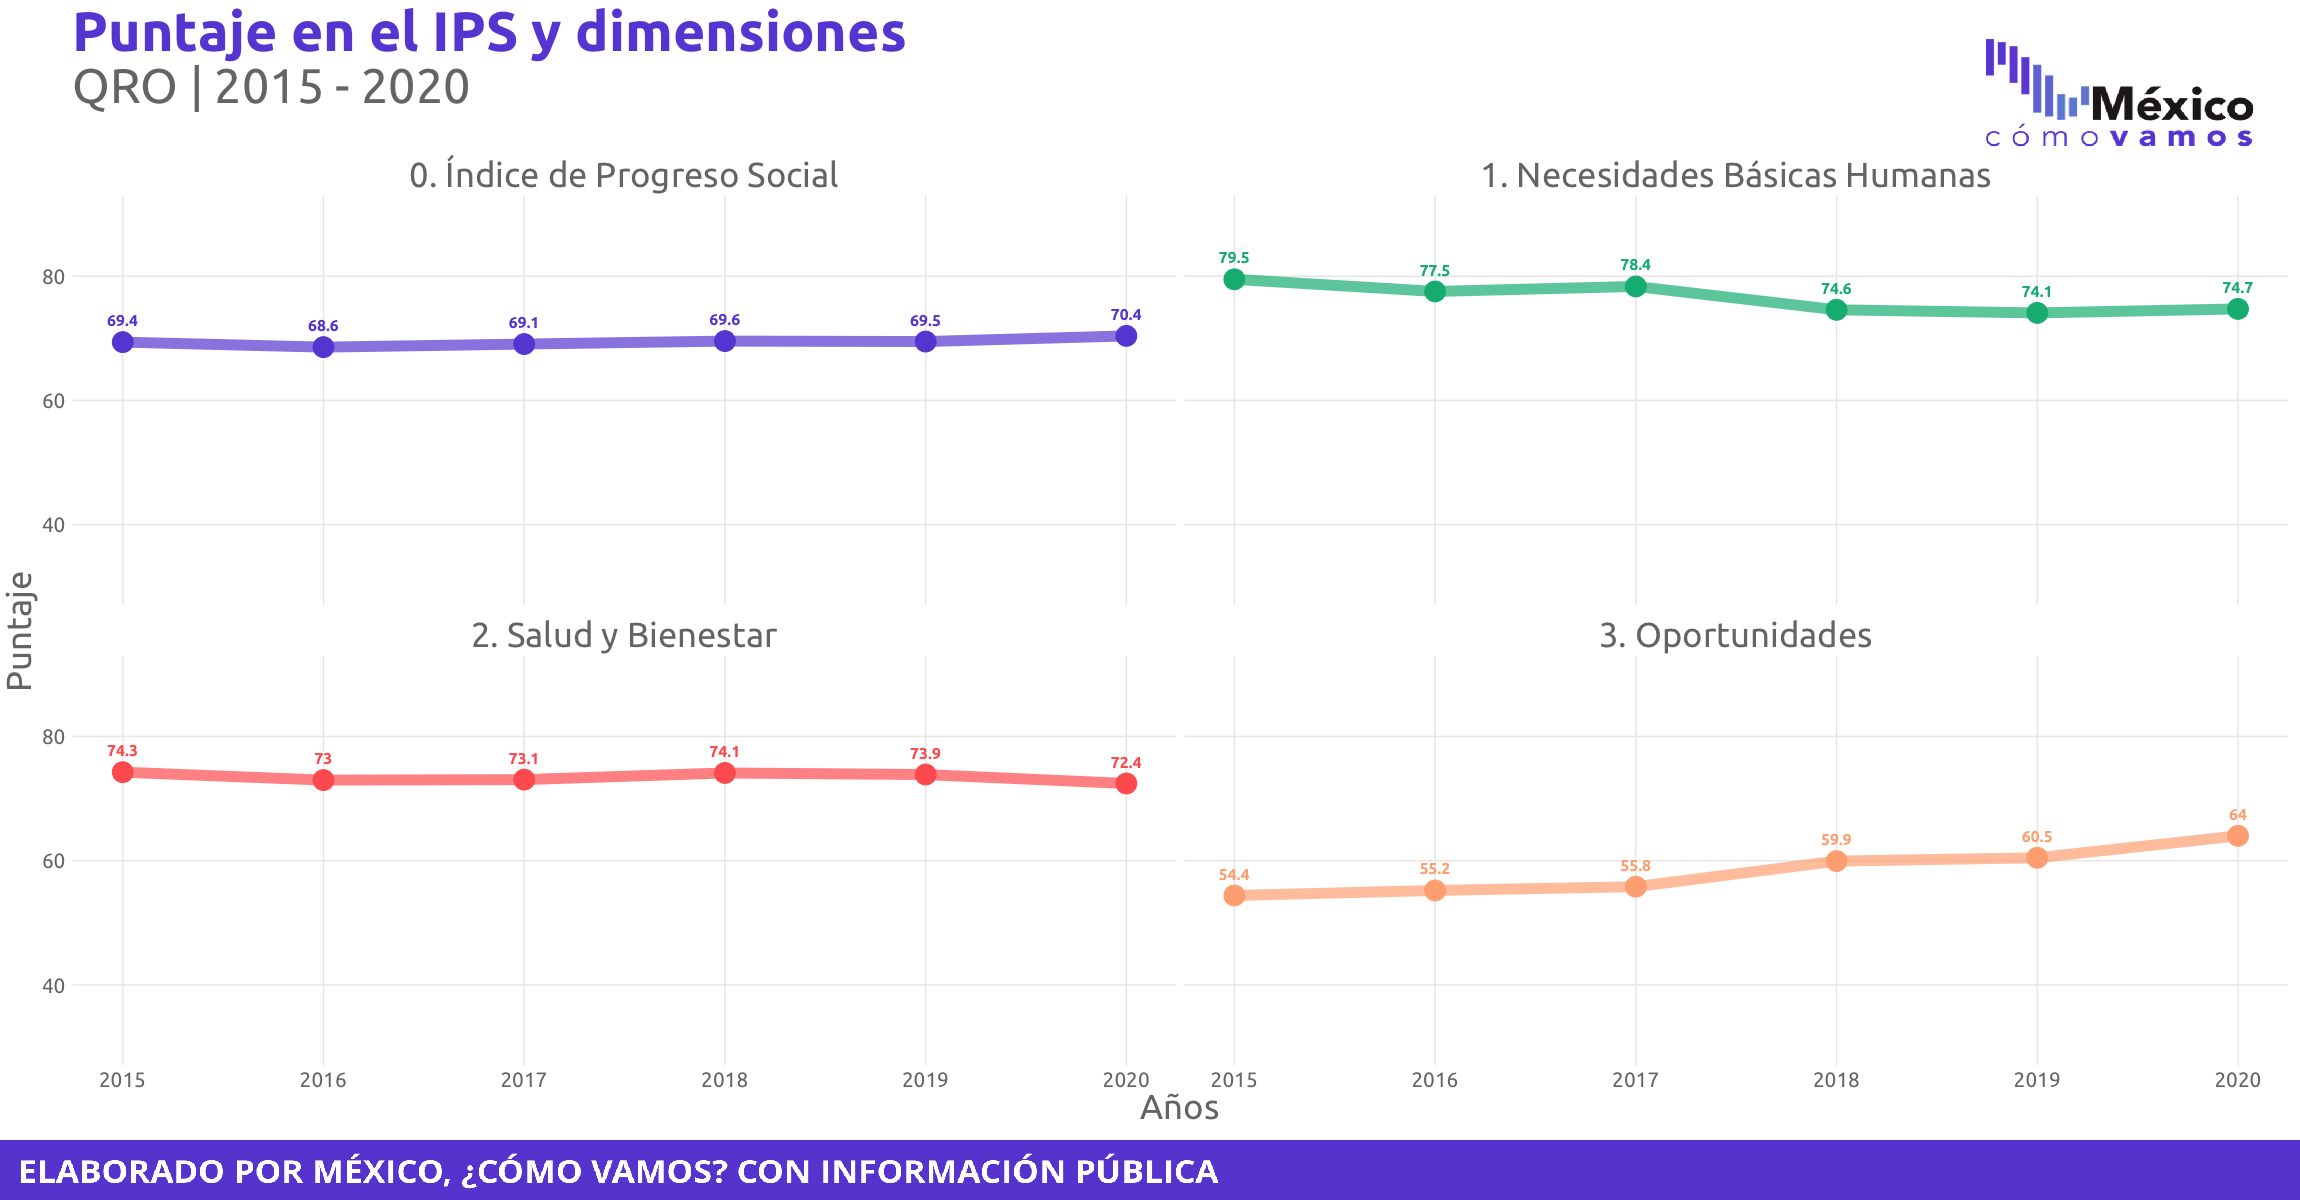 Puntaje en el IPS y dimensiones
QRO | 2015 - 2020
México
cómovamos
0. Índice de Progreso Social
1. Necesidades Básicas Humanas
80
60
40
69.4
68.6
69.1
69.6
69.5
70.4
79.5
77.5
78.4
74.6
74.1
74.7
Puntaje
2. Salud y Bienestar
3. Oportunidades
80
60
40
74.3
73
73.1
74.1
73.9
72.4
54.4
55.2
55.8
59.9
60.5
64
2015 2016 2017 2018 2019 2020 2015 2016 2017 2018 2019 2020
Años
ELABORADO POR MÉXICO, ¿CÓMO VAMOS? CON INFORMACIÓN PÚBLICA